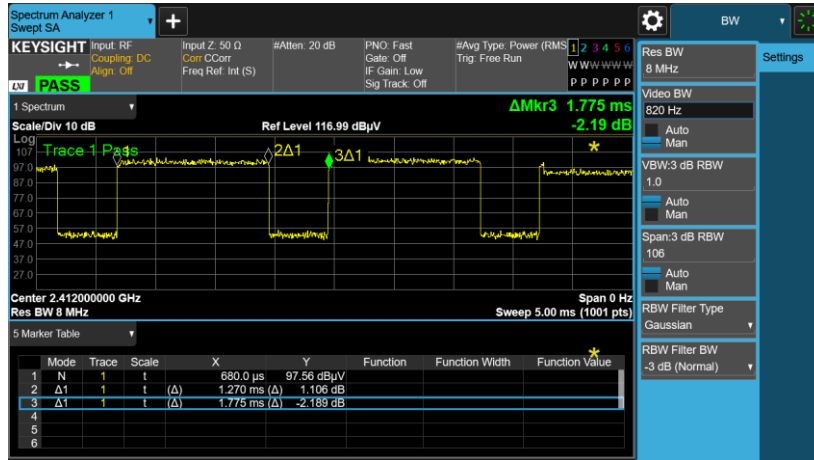 Spectrum Analyzer 1
Swept SA
+
BW
KEYSIGHT
Input: RF
Coupling: DC
Align: Off
Input Z: 50 Ω
Corr CCorr
Freq Ref: Int (S)
#Atten: 20 dB
PNO: Fast
Gate: Off
IF Gain: Low
Sig Track: Off
#Avg Type: Power (RMS
Trig: Free Run
1 2 3 4 5 6
W W W W W W
P P P P P P
LXI PASS
1 Spectrum
ΔMkr3 1.775 ms
Scale/Div 10 dB
Ref Level 116.99 dBµV
-2.19 dB
Log
Trace 1 Pass
1
2Δ1
3Δ1
107
97.0
87.0
77.0
67.0
57.0
47.0
37.0
27.0
Center 2.412000000 GHz
Span 0 Hz
Res BW 8 MHz
Sweep 5.00 ms (1001 pts)
5 Marker Table
Mode Trace Scale X Y Function Function Width Function Value
1 N 1 t 680.0 µs 97.56 dBµV
2 Δ1 1 t (Δ) 1.270 ms (Δ) 1.106 dB
3 Δ1 1 t (Δ) 1.775 ms (Δ) -2.189 dB
4
5
6
Res BW
8 MHz
Settings
Video BW
820 Hz
Auto
Man
VBW:3 dB RBW
1.0
Auto
Man
Span:3 dB RBW
106
Auto
Man
RBW Filter Type
Gaussian
RBW Filter BW
-3 dB (Normal)